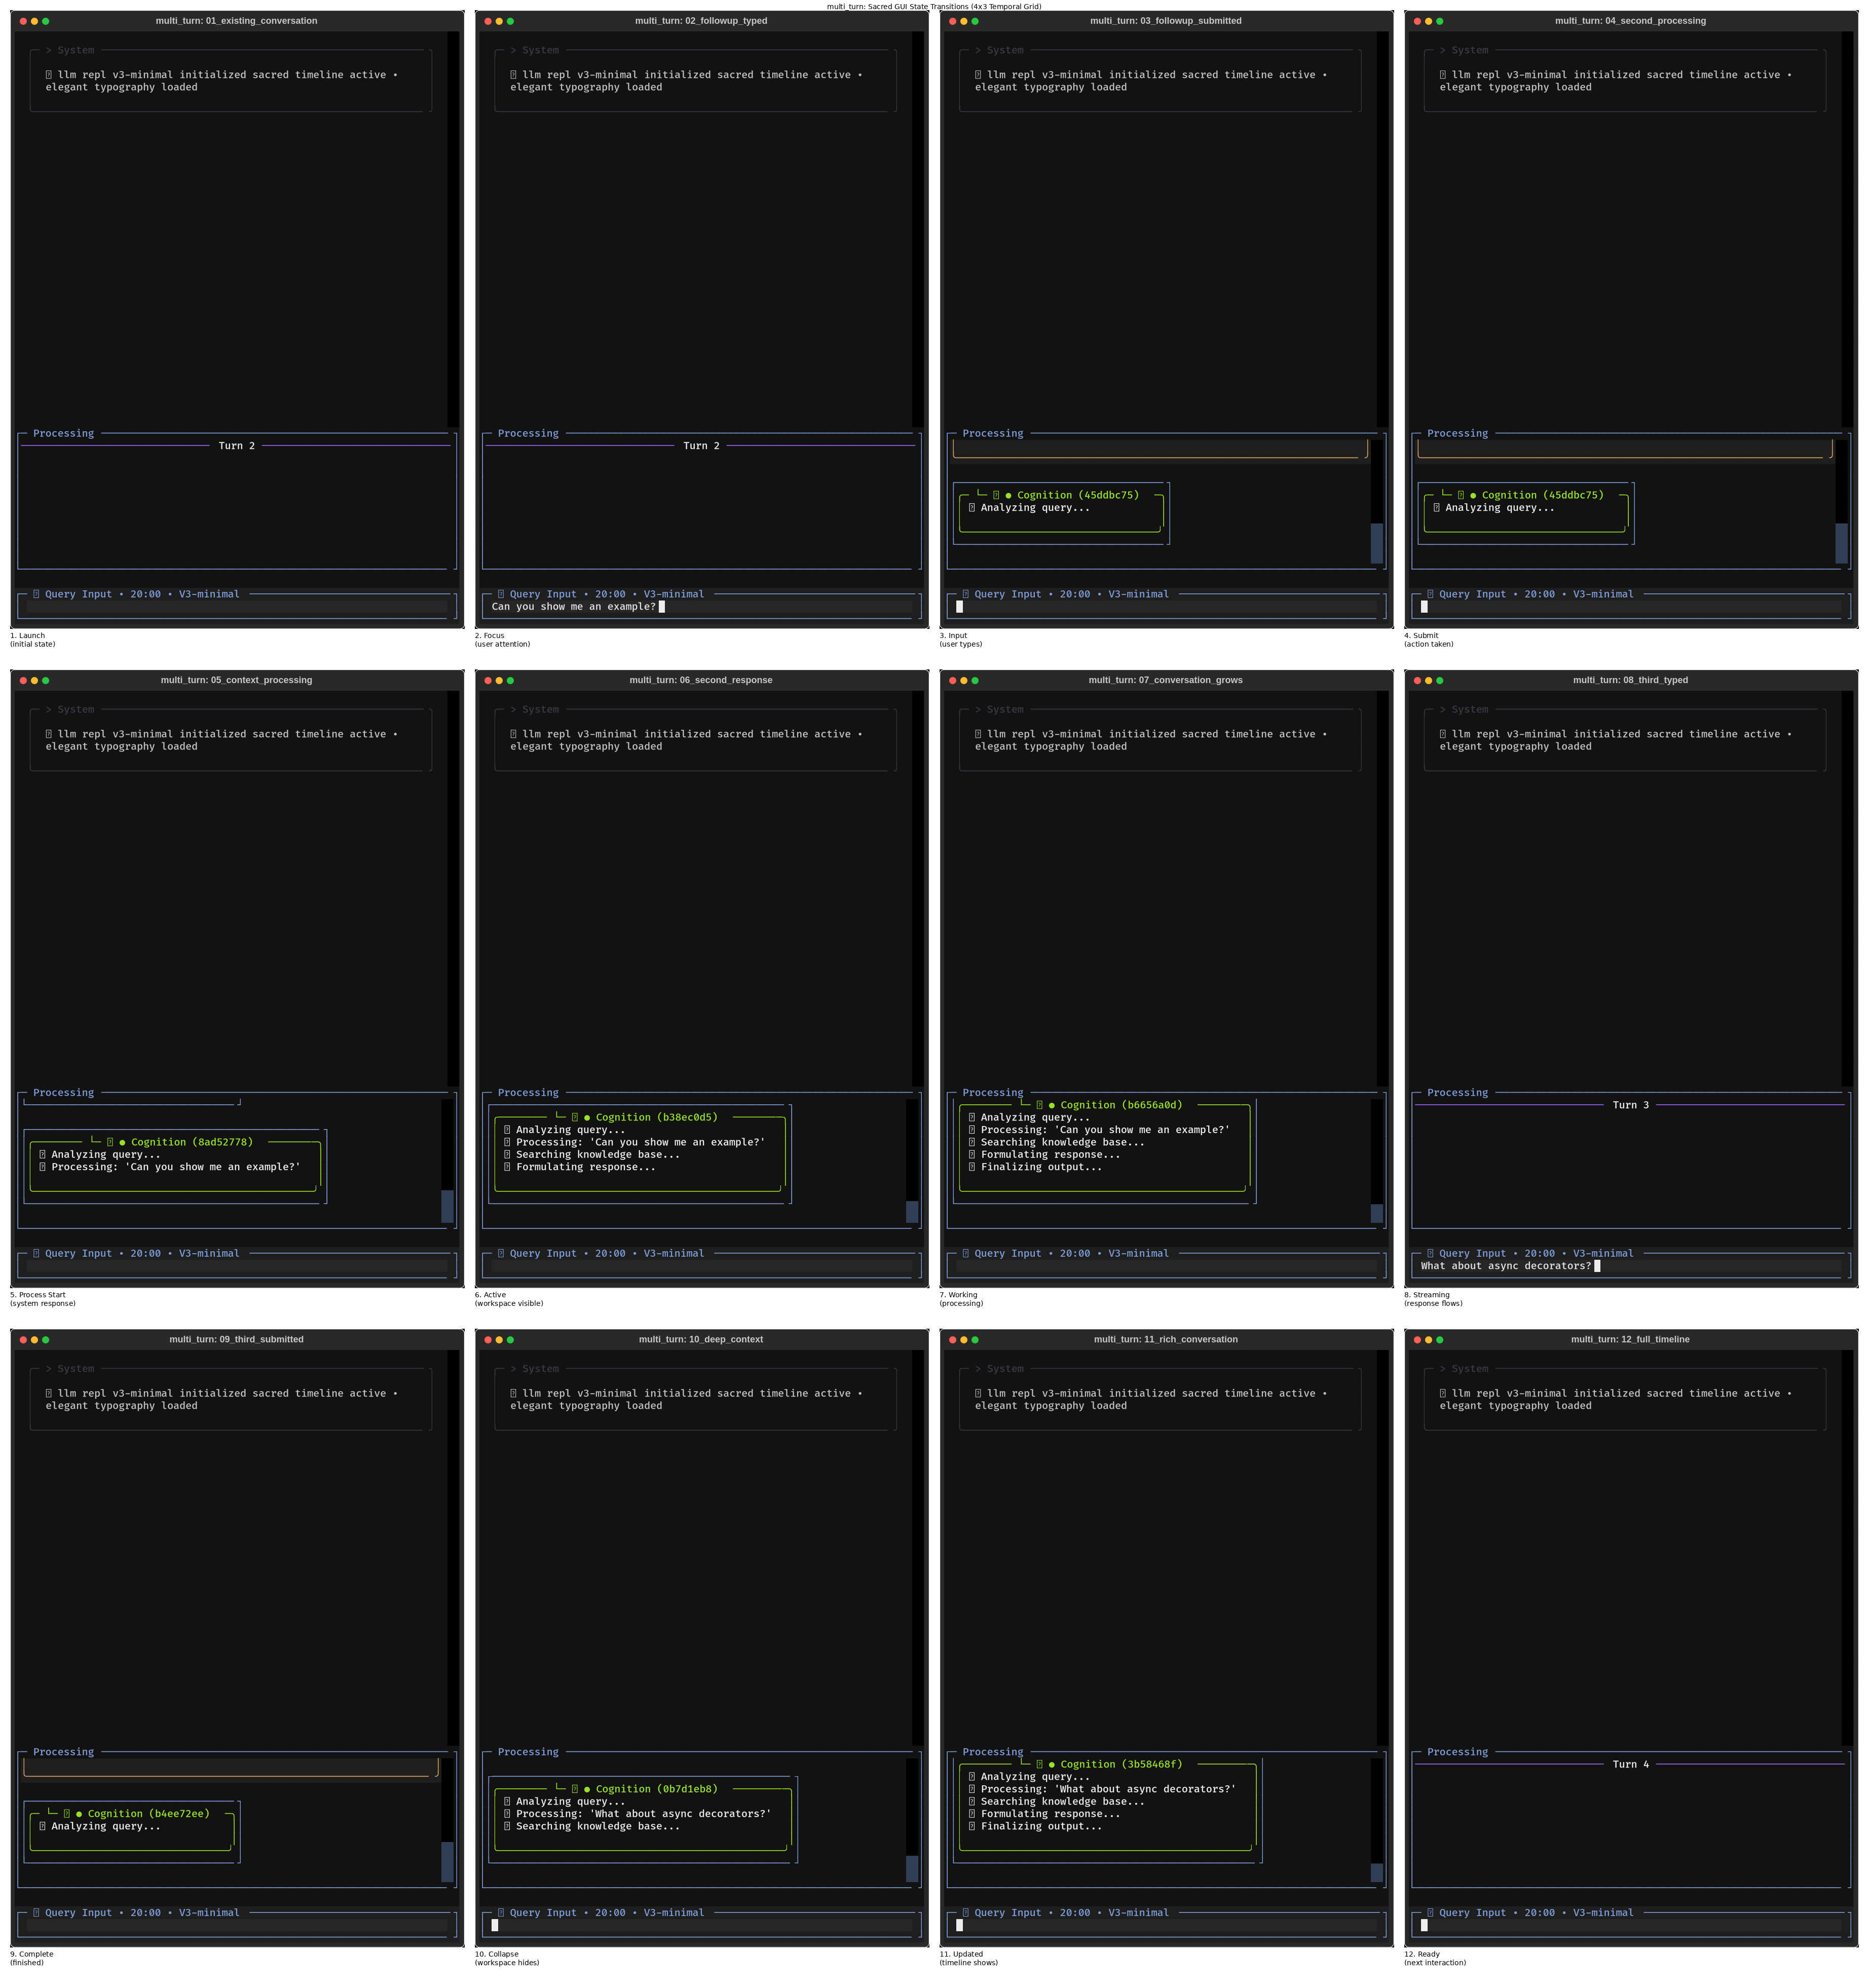 multi_turn: Sacred GUI State Transitions (4x3 Temporal Grid)
multi_turn: 01_existing_conversation
> System
llm repl v3-minimal initialized sacred timeline active •
elegant typography loaded
Processing
Turn 2
Query Input • 20:00 • V3-minimal
1. Launch
(initial state)
multi_turn: 02_followup_typed
> System
llm repl v3-minimal initialized sacred timeline active •
elegant typography loaded
Processing
Turn 2
Query Input • 20:00 • V3-minimal
Can you show me an example?
2. Focus
(user attention)
multi_turn: 03_followup_submitted
> System
llm repl v3-minimal initialized sacred timeline active •
elegant typography loaded
Processing
● Cognition (45ddbc75)
Analyzing query...
Query Input • 20:00 • V3-minimal
3. Input
(user types)
multi_turn: 04_second_processing
> System
llm repl v3-minimal initialized sacred timeline active •
elegant typography loaded
Processing
● Cognition (45ddbc75)
Analyzing query...
Query Input • 20:00 • V3-minimal
4. Submit
(action taken)
multi_turn: 05_context_processing
> System
llm repl v3-minimal initialized sacred timeline active •
elegant typography loaded
Processing
● Cognition (8ad52778)
Analyzing query...
Processing: 'Can you show me an example?'
Query Input • 20:00 • V3-minimal
5. Process Start
(system response)
multi_turn: 06_second_response
> System
llm repl v3-minimal initialized sacred timeline active •
elegant typography loaded
Processing
● Cognition (b38ec0d5)
Analyzing query...
Processing: 'Can you show me an example?'
Searching knowledge base...
Formulating response...
Query Input • 20:00 • V3-minimal
6. Active
(workspace visible)
multi_turn: 07_conversation_grows
> System
llm repl v3-minimal initialized sacred timeline active •
elegant typography loaded
Processing
● Cognition (b6656a0d)
Analyzing query...
Processing: 'Can you show me an example?'
Searching knowledge base...
Formulating response...
Finalizing output...
Query Input • 20:00 • V3-minimal
7. Working
(processing)
multi_turn: 08_third_typed
> System
llm repl v3-minimal initialized sacred timeline active •
elegant typography loaded
Processing
Turn 3
Query Input • 20:00 • V3-minimal
What about async decorators?
8. Streaming
(response flows)
multi_turn: 09_third_submitted
> System
llm repl v3-minimal initialized sacred timeline active •
elegant typography loaded
Processing
● Cognition (b4ee72ee)
Analyzing query...
Query Input • 20:00 • V3-minimal
9. Complete
(finished)
multi_turn: 10_deep_context
> System
llm repl v3-minimal initialized sacred timeline active •
elegant typography loaded
Processing
● Cognition (0b7d1eb8)
Analyzing query...
Processing: 'What about async decorators?'
Searching knowledge base...
Query Input • 20:00 • V3-minimal
10. Collapse
(workspace hides)
multi_turn: 11_rich_conversation
> System
llm repl v3-minimal initialized sacred timeline active •
elegant typography loaded
Processing
● Cognition (3b58468f)
Analyzing query...
Processing: 'What about async decorators?'
Searching knowledge base...
Formulating response...
Finalizing output...
Query Input • 20:00 • V3-minimal
11. Updated
(timeline shows)
multi_turn: 12_full_timeline
> System
llm repl v3-minimal initialized sacred timeline active •
elegant typography loaded
Processing
Turn 4
Query Input • 20:00 • V3-minimal
12. Ready
(next interaction)